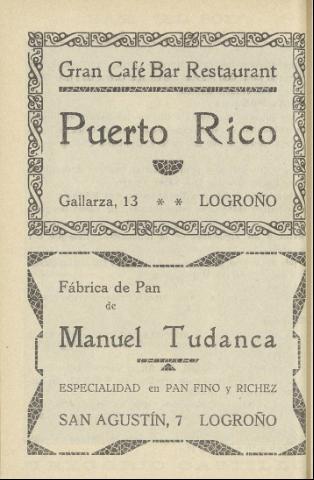 Gran Café Bar Restaurant
Puerto Rico
Gallarza, 13 * * LOGROÑO
Fábrica de Pan
de
Manuel Tudanca
ESPECIALIDAD en PAN FINO y RICHEZ
SAN AGUSTÍN, 7 LOGROÑO